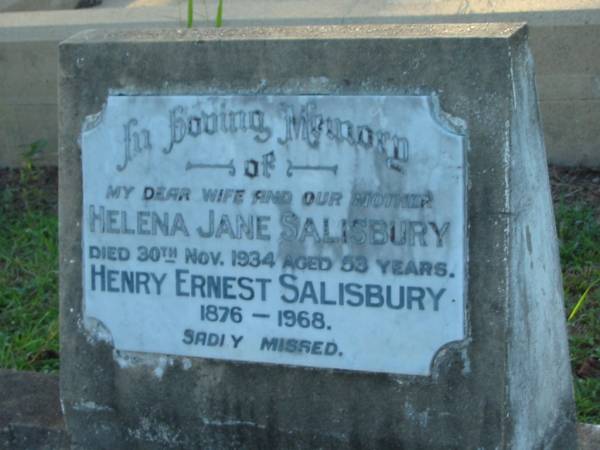 In Loving Memory
of
MY DEAR WIFE AND OUR MOTHER
HELENA JANE SALISBURY
DIED 30TH NOV. 1934 AGED 53 YEARS.
HENRY ERNEST SALISBURY
1876 — 1968.
SADLY MISSED.